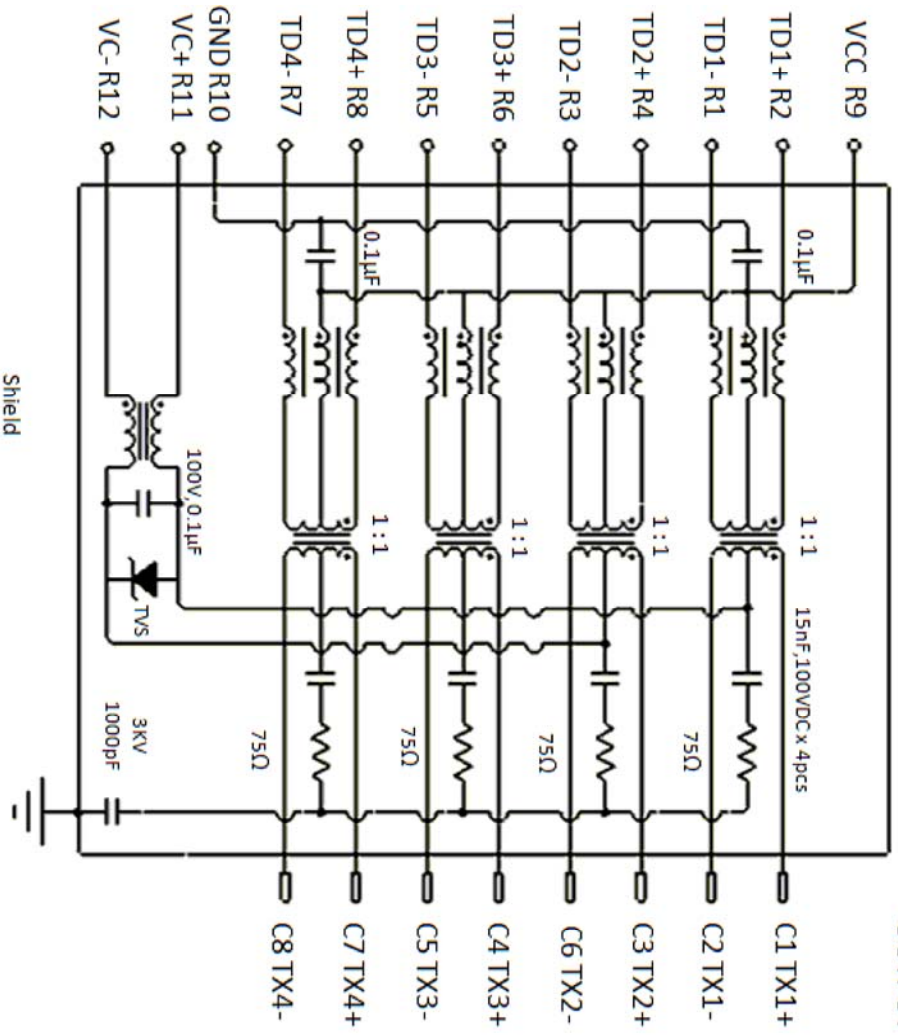 VCC R9
TD1+ R2
TD1- R1
TD2+ R4
TD2- R3
TD3+ R6
TD3- R5
TD4+ R8
TD4- R7
GND R10
VC+ R11
VC- R12
0.1µF
0.1µF
1:1
1:1
1:1
1:1
100V,0.1µF
TVS
15nF,100VDC x 4pcs
75Ω
75Ω
75Ω
75Ω
3KV
1000pF
C1 TX1+
C2 TX1-
C3 TX2+
C6 TX2-
C4 TX3+
C5 TX3-
C7 TX4+
C8 TX4-
Shield